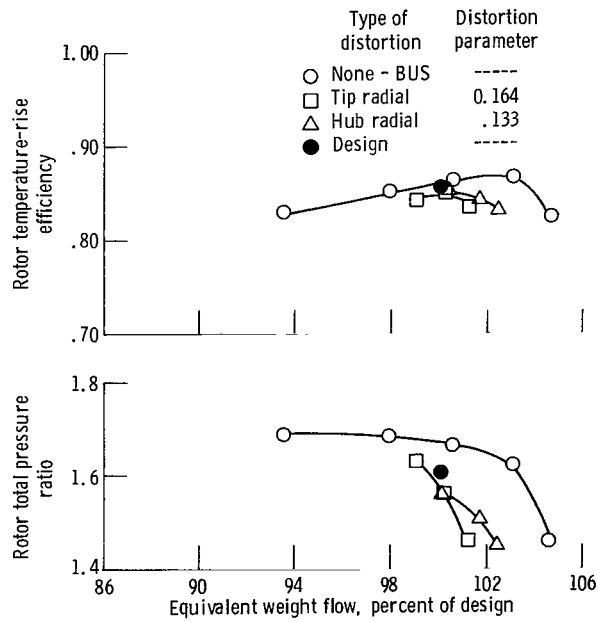 Type of Distortion
distortion parameter
None - BUS -----
Tip radial 0.164
Hub radial .133
Design -----
1.00
.90
.80
.70
Rotor temperature-rise
efficiency
1.8
1.6
1.4
Rotor total pressure
ratio
86 90 94 98 102 106
Equivalent weight flow, percent of design